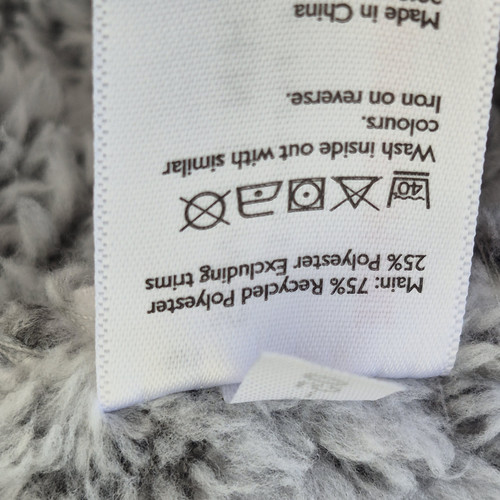 Main: 75% Recycled Polyester
25% Polyester Excluding trims
40°
Wash inside out with similar
colours.
Iron on reverse.
Made in China